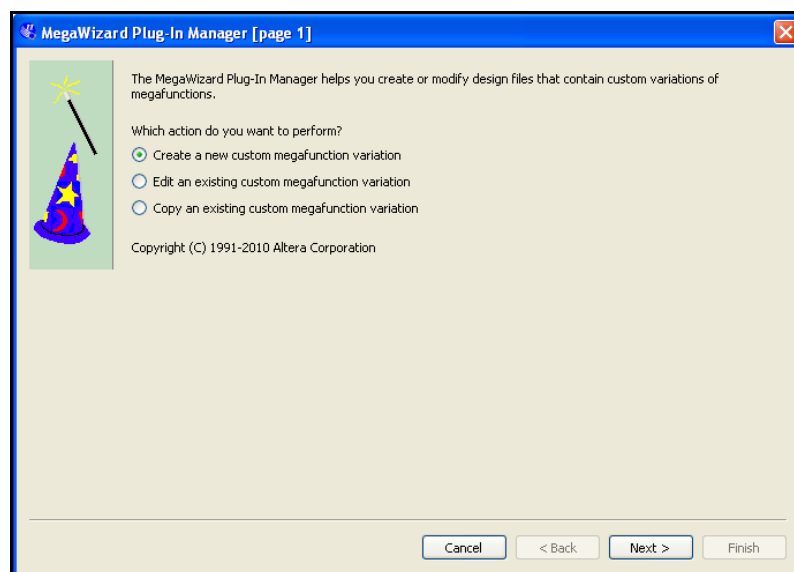 MegaWizard Plug-In Manager [page 1]
The MegaWizard Plug-In Manager helps you create or modify design files that contain custom variations of
megafunctions.
Which action do you want to perform?
Create a new custom megafunction variation
Edit an existing custom megafunction variation
Copy an existing custom megafunction variation
Copyright (C) 1991-2010 Altera Corporation
Cancel
< Back
Next >
Finish